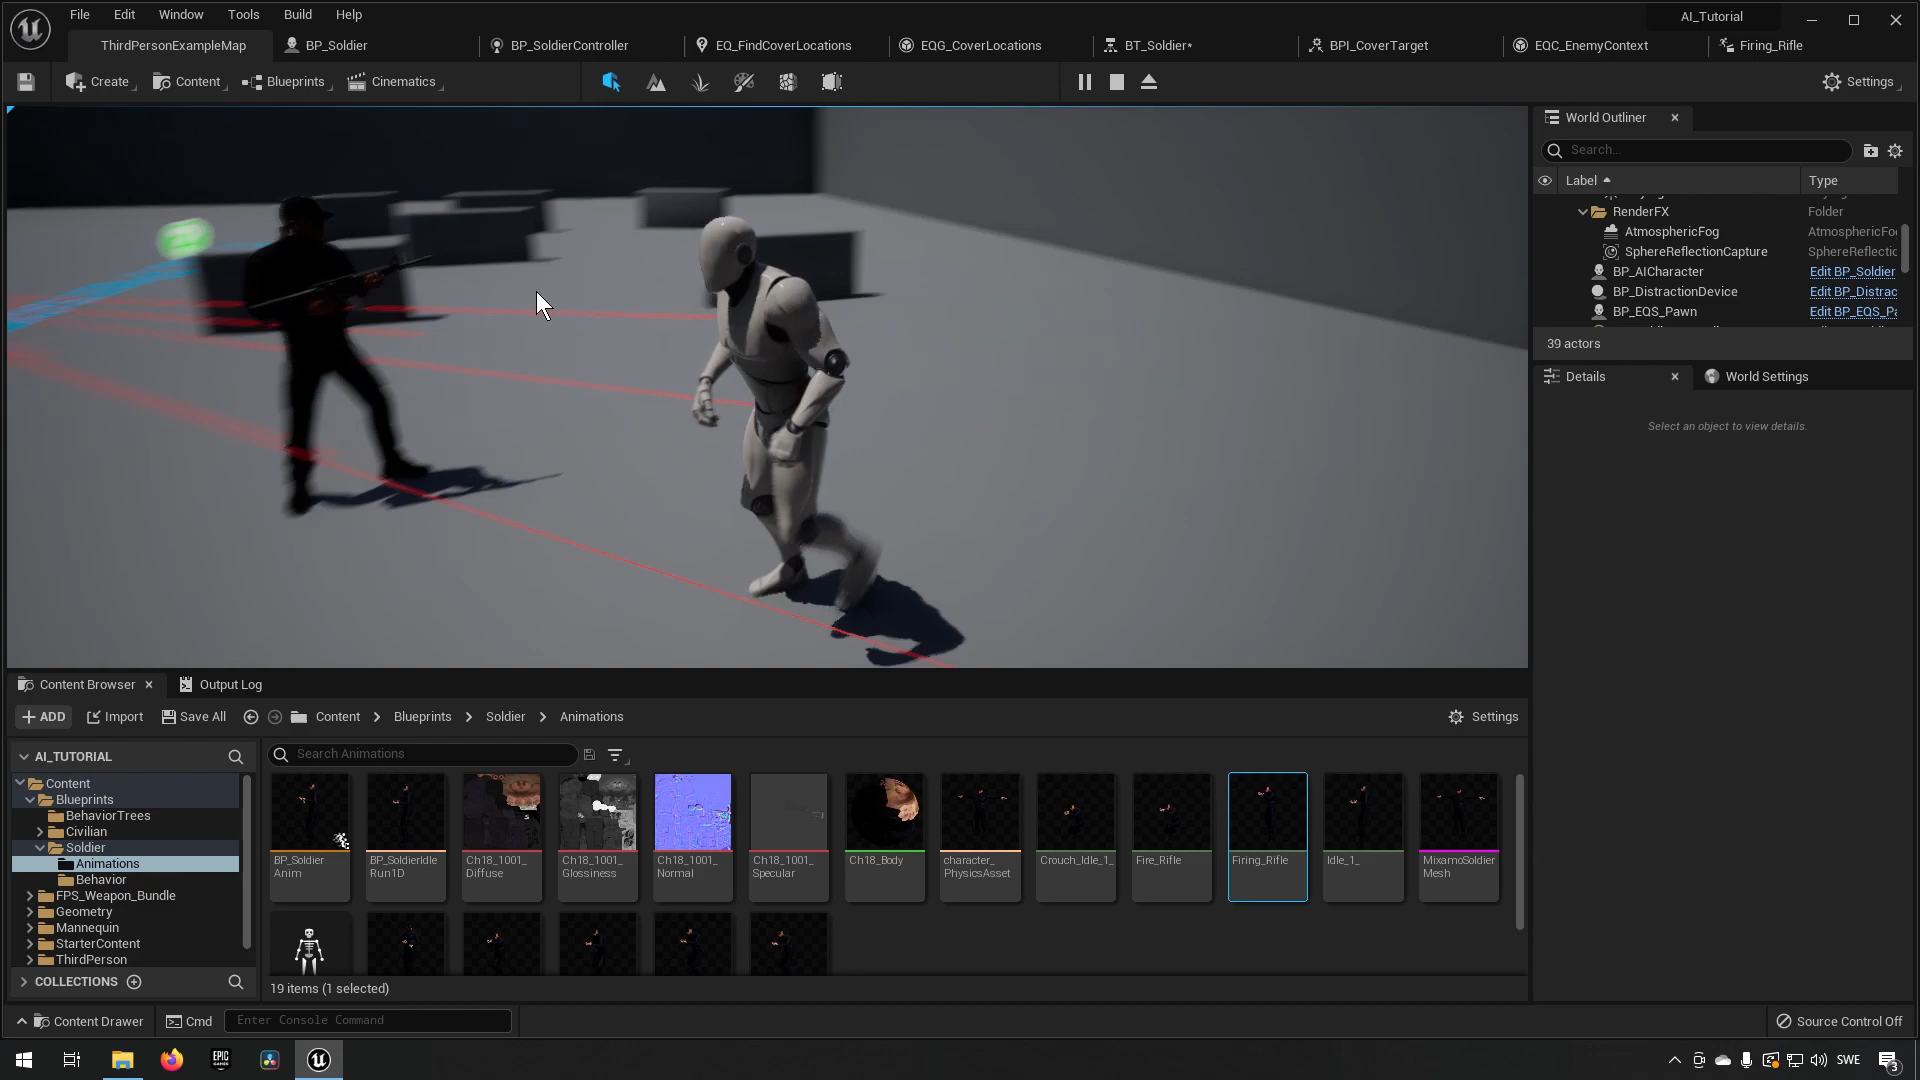 File Edit Window Tools Build Help
AI_Tutorial
ThirdPersonExampleMap
BP_Soldier
BP_SoldierController
EQ_FindCoverLocations
EQG_CoverLocations
BT_Soldier*
BPI_CoverTarget
EQC_EnemyContext
Firing_Rifle
Create
Content
Blueprints
Cinematics
Settings
World Outliner
Search...
Label
Type
RenderFX
Folder
AtmosphericFog
AtmosphericFo
SphereReflectionCapture
SphereReflectic
BP_AICharacter
Edit BP_Soldier
BP_DistractionDevice
Edit BP_Distrac
BP_EQS_Pawn
Edit BP_EQS_Pa
39 actors
Details
World Settings
Select an object to view details.
Content Browser
Output Log
ADD
Import
Save All
Content
Blueprints
Soldier
Animations
Settings
AI_TUTORIAL
Search Animations
Content
Blueprints
BehaviorTrees
Civilian
Soldier
Animations
Behavior
FPS_Weapon_Bundle
Geometry
Mannequin
StarterContent
ThirdPerson
COLLECTIONS
BP_Soldier
Anim
BP_SoldierIdle
Run1D
Ch18_1001_
Diffuse
Ch18_1001_
Glossiness
Ch18_1001_
Normal
Ch18_1001_
Specular
Ch18_Body
character_
PhysicsAsset
Crouch_Idle_1_
Fire_Rifle
Firing_Rifle
Idle_1_
MixamoSoldier
Mesh
19 items (1 selected)
Content Drawer
Cmd
Enter Console Command
Source Control Off
EPIC
GAMES
SWE
3